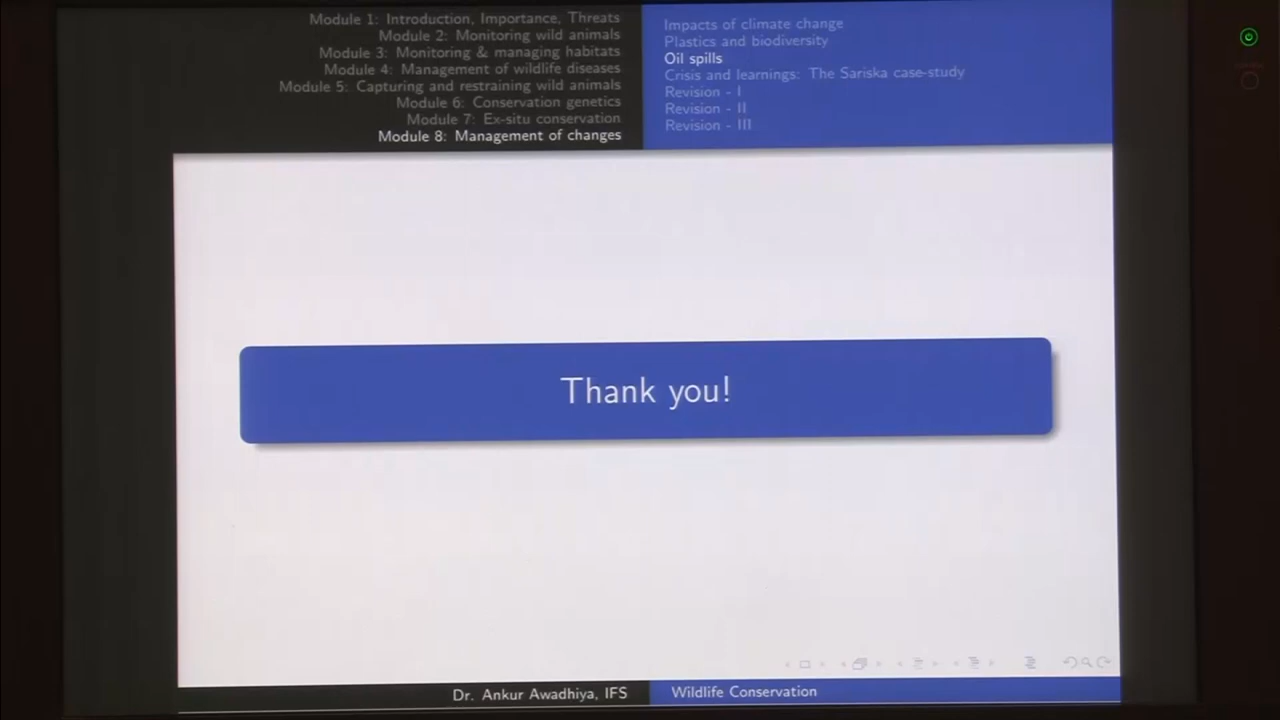 Module 1: Introduction, Importance, Threats
Module 2: Monitoring wild animals
Module 3: Monitoring & managing habitats
Module 4: Management of wildlife diseases
Module 5: Capturing and restraining wild animals
Module 6: Conservation genetics
Module 7: Ex-situ conservation
Module 8: Management of changes
Impacts of climate change
Plastics and biodiversity
Oil spills
Crisis and learnings: The Sariska case-study
Revision - I
Revision - II
Revision - III
Thank you!
Dr. Ankur Awadhiya, IFS
Wildlife Conservation